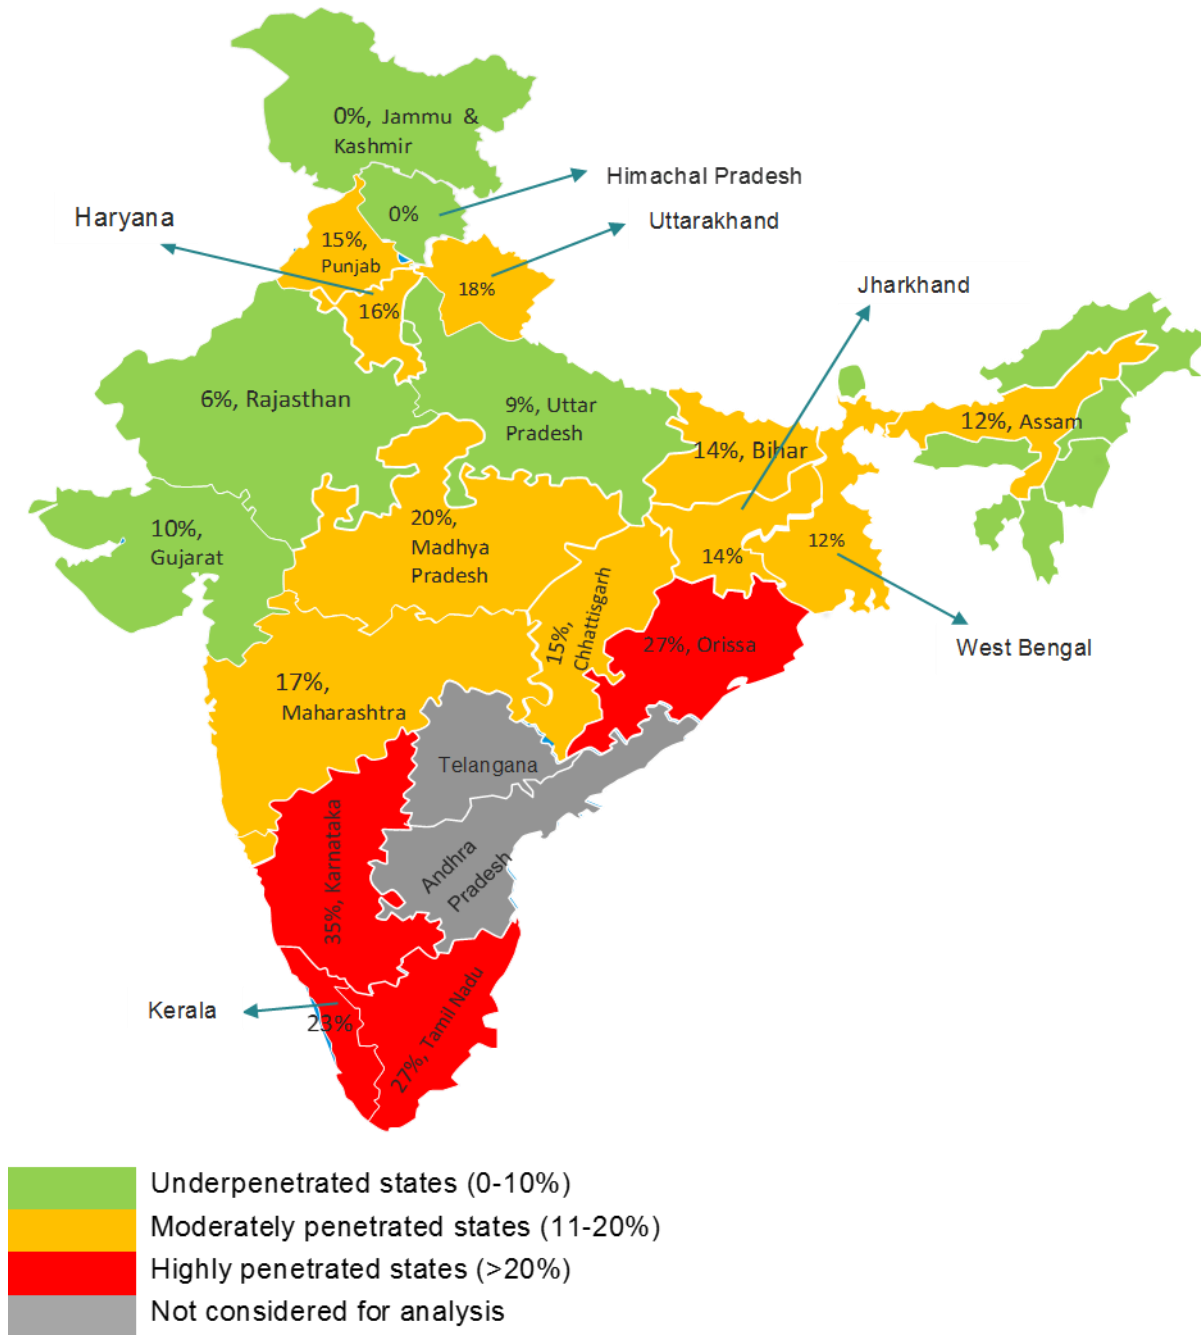 0%, Jammu &
Kashmir
Himachal Pradesh
0%
Haryana
Uttarakhand
15%,
Punjab
18%
Jharkhand
16%
6%, Rajasthan
9%, Uttar
Pradesh
12%, Assam
14%, Bihar
10%,
Gujarat
20%,
Madhya
Pradesh
14%
12%
15%,
Chhattisgarh
27%, Orissa
West Bengal
17%,
Maharashtra
Telangana
35%, Karnataka
Andhra
Pradesh
Kerala
23%
27%, Tamil Nadu
Underpenetrated states (0-10%)
Moderately penetrated states (11-20%)
Highly penetrated states (>20%)
Not considered for analysis